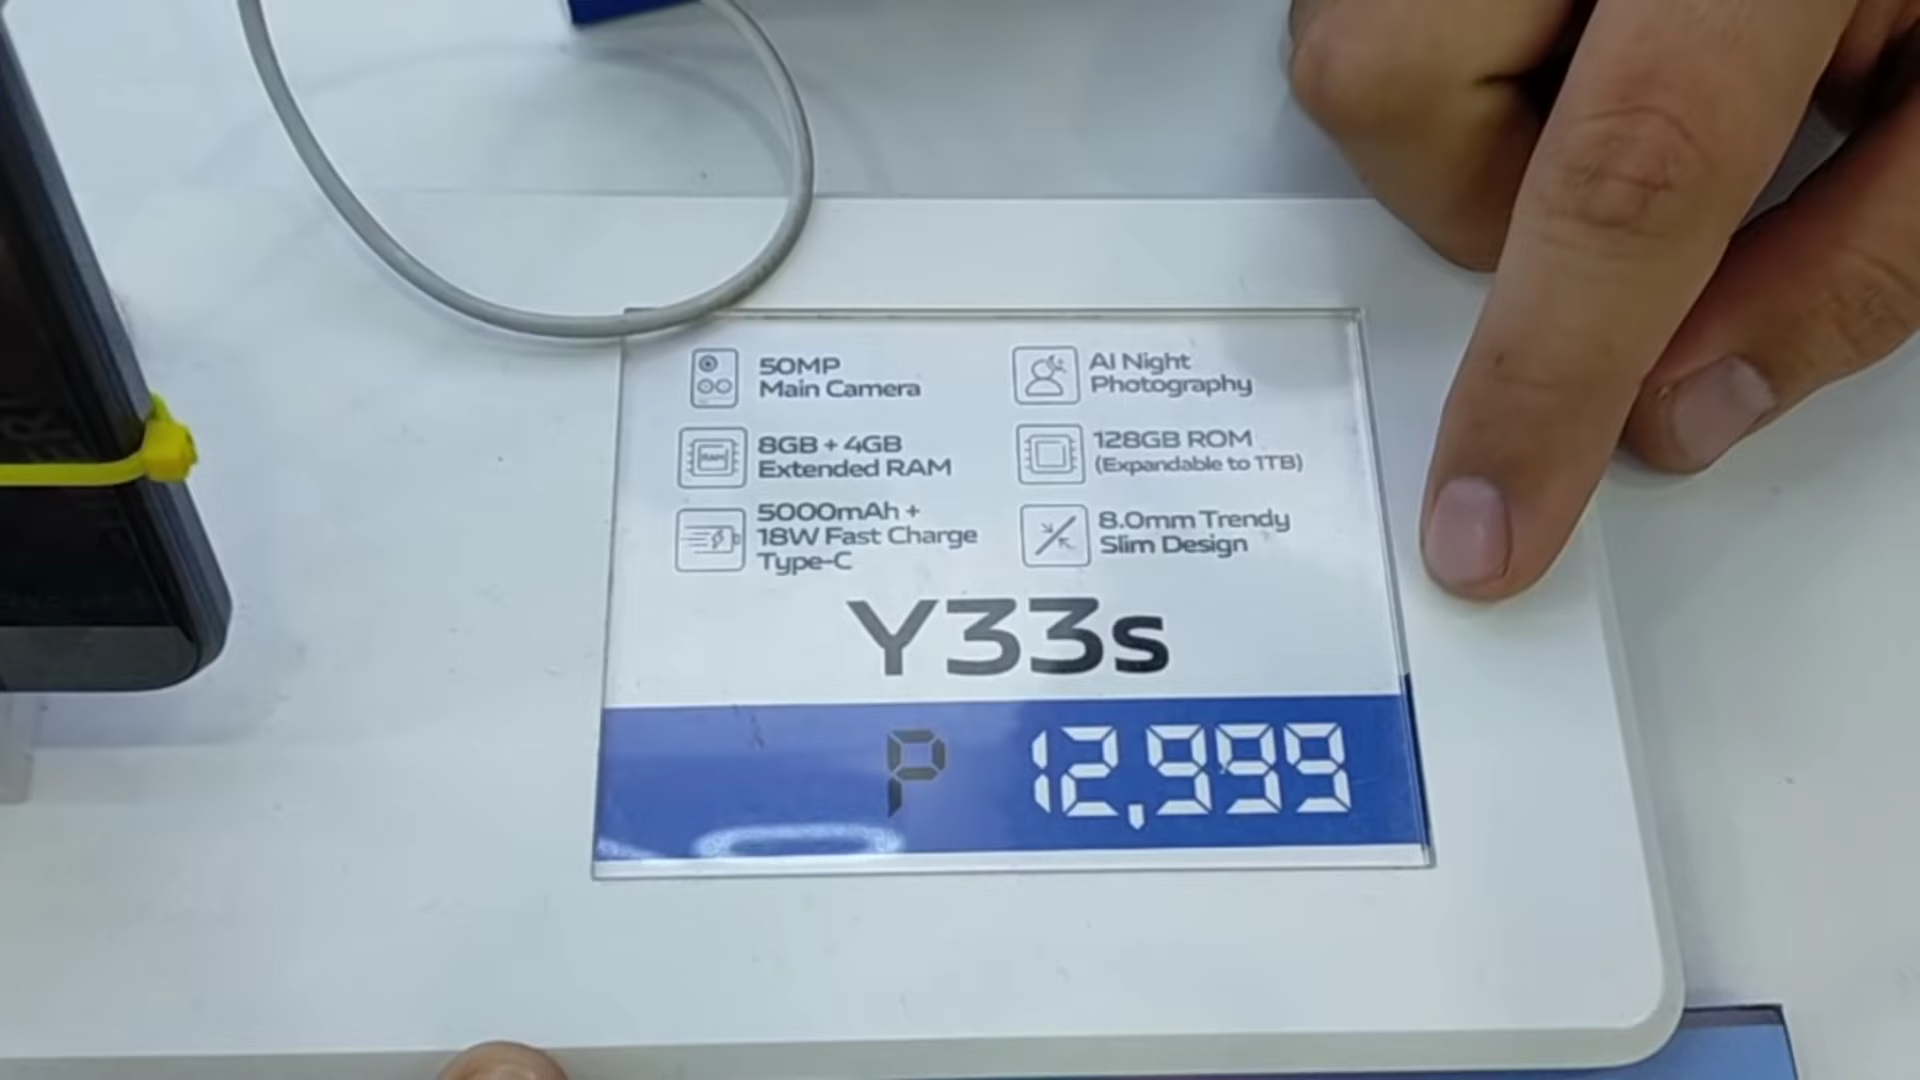 50MP
Main Camera
AI Night
Photography
8GB + 4GB
Extended RAM
128GB ROM
(Expandable to 1TB)
5000mAh +
18W Fast Charge
Type-C
8.0mm Trendy
Slim Design
RAM
Y33s
P 12,999